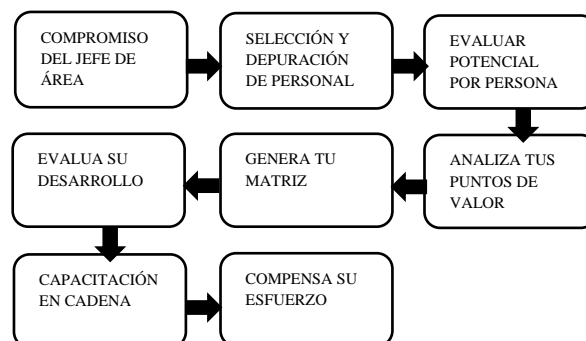 COMPROMISO
DEL JEFE DE
ÁREA
SELECCIÓN Y
DEPURACIÓN
DE PERSONAL
EVALUAR
POTENCIAL
POR PERSONA
ANALIZA TUS
PUNTOS DE
VALOR
GENERA TU
MATRIZ
EVALUA SU
DESARROLLO
CAPACITACIÓN
EN CADENA
COMPENSA SU
ESFUERZO